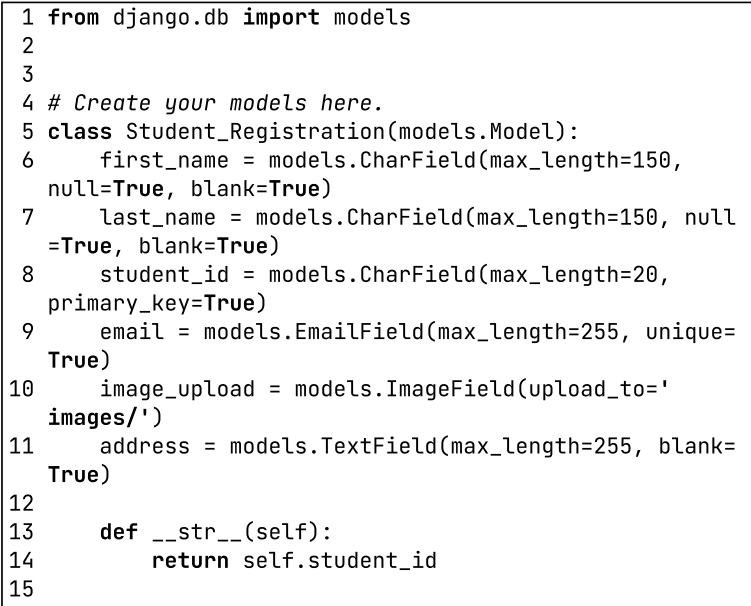 1 from django.db import models
2
3
4 # Create your models here.
5 class Student_Registration(models.Model):
6     first_name = models.CharField(max_length=150,
null=True, blank=True)
7     last_name = models.CharField(max_length=150, null
=True, blank=True)
8     student_id = models.CharField(max_length=20,
primary_key=True)
9     email = models.EmailField(max_length=255, unique=
True)
10     image_upload = models.ImageField(upload_to='
images/')
11     address = models.TextField(max_length=255, blank=
True)
12
13     def __str__(self):
14         return self.student_id
15